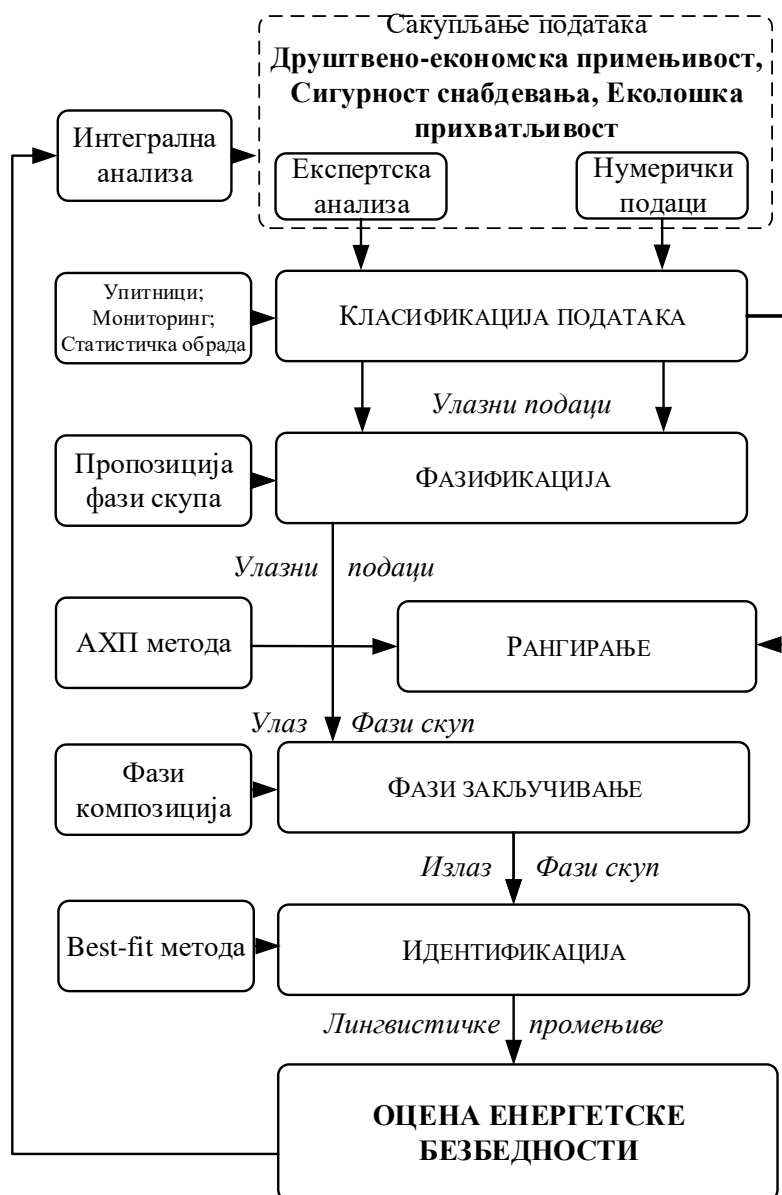 Сакупљање података
Друштвено-економска примењивост,
Сигурност снабдевања, Еколошка
прихватљивост
Интегрална
анализа
Експертска
анализа
Нумерички
подаци
Упитници;
Мониторинг;
Статистичка обрада
КЛАСИФИКАЦИЈА ПОДАТАКА
Улазни подаци
Пропозиција
фази скупа
ФАЗИФИКАЦИЈА
Улазни подаци
АХП метода
РАНГИРАЊЕ
Улаз Фази скуп
Фази
композиција
ФАЗИ ЗАКЉУЧИВАЊЕ
Излаз Фази скуп
Best-fit метода
ИДЕНТИФИКАЦИЈА
Лингвистичке промењиве
ОЦЕНА ЕНЕРГЕТСКЕ
БЕЗБЕДНОСТИ